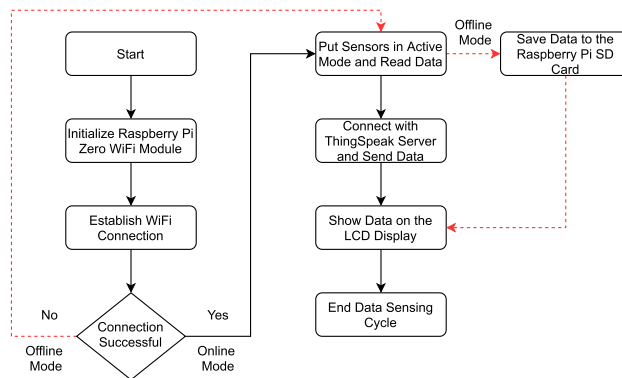 Start
Initialize Raspberry Pi
Zero WiFi Module
Establish WiFi
Connection
Connection
Successful
No
Offline
Mode
Yes
Online
Mode
Put Sensors in Active
Mode and Read Data
Offline
Mode
Save Data to the
Raspberry Pi SD
Card
Connect with
ThingSpeak Server
and Send Data
Show Data on the
LCD Display
End Data Sensing
Cycle